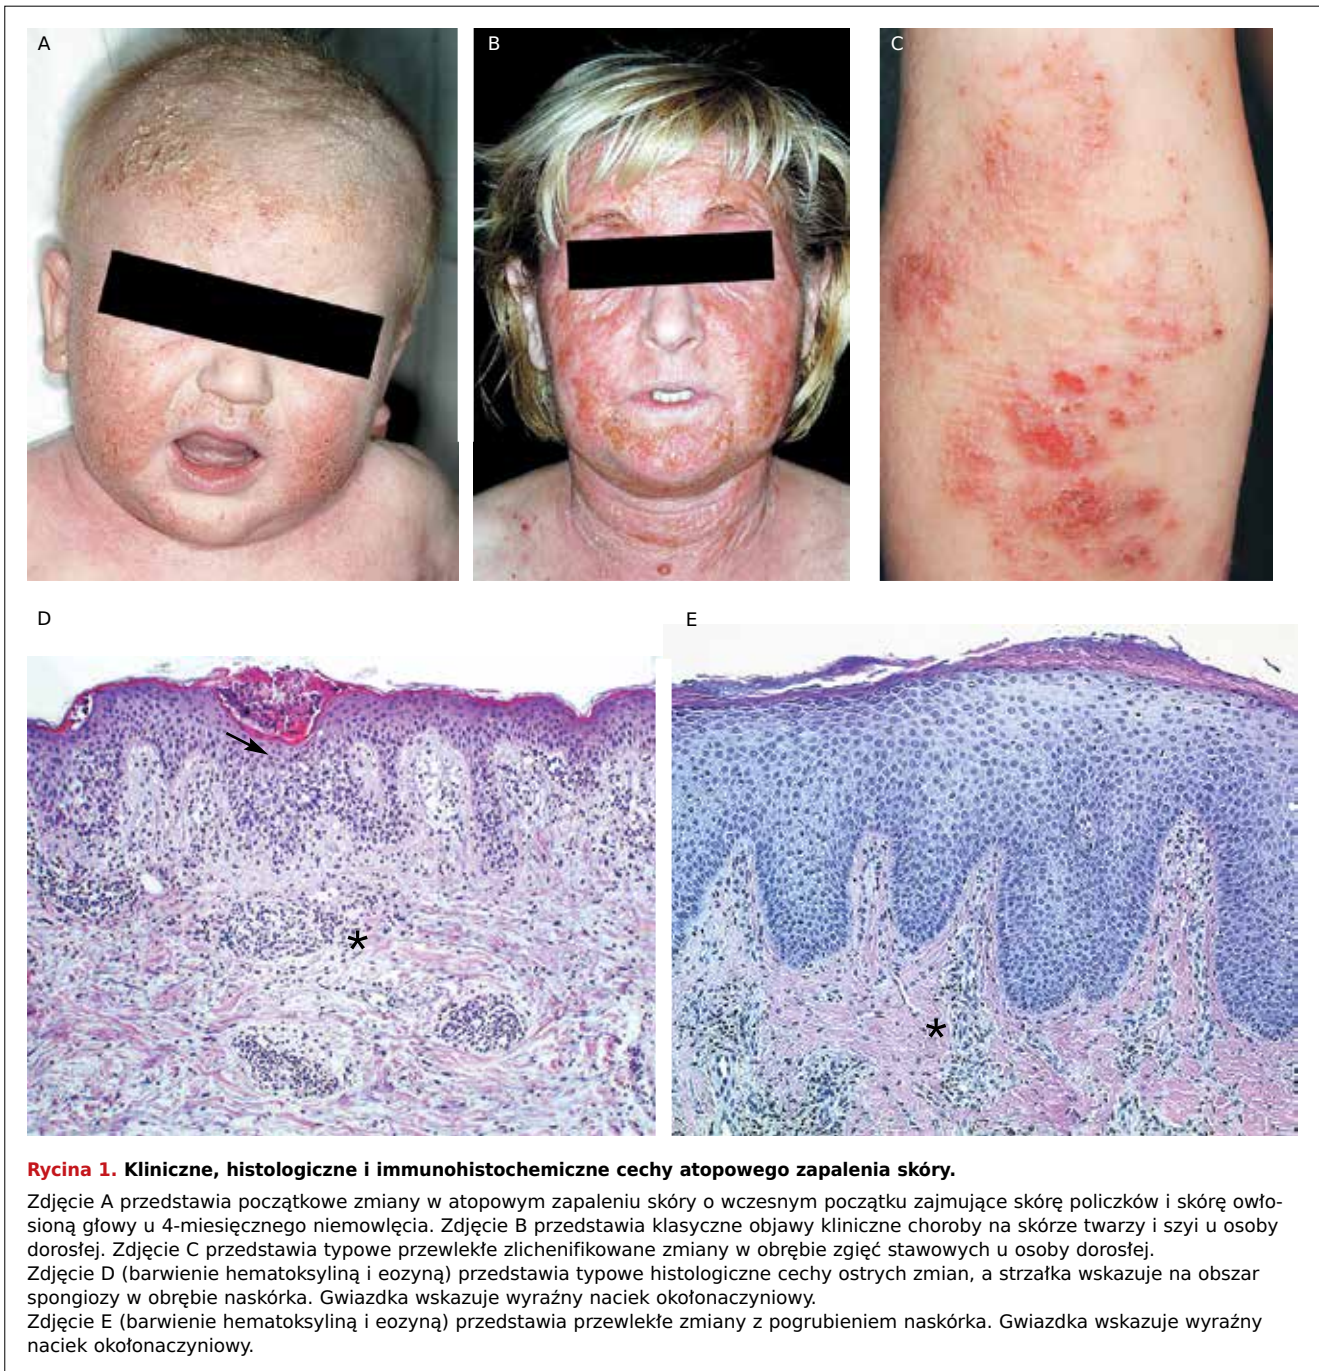 A
B
C
D
E
Rycina 1. Kliniczne, histologiczne i immunohistochemiczne cechy atopowego zapalenia skóry.
Zdjęcie A przedstawia początkowe zmiany w atopowym zapaleniu skóry o wczesnym początku zajmujące skórę policzków i skórę owło-
sioną głowy u 4-miesięcznego niemowlęcia. Zdjęcie B przedstawia klasyczne objawy kliniczne choroby na skórze twarzy i szyi u osoby
dorosłej. Zdjęcie C przedstawia typowe przewlekłe zlichenifikowane zmiany w obrębie zgięć stawowych u osoby dorosłej.
Zdjęcie D (barwienie hematoksyliną i eozyną) przedstawia typowe histologiczne cechy ostrych zmian, a strzałka wskazuje na obszar
spongiozy w obrębie naskórka. Gwiazdka wskazuje wyraźny naciek okołonaczyniowy.
Zdjęcie E (barwienie hematoksyliną i eozyną) przedstawia przewlekłe zmiany z pogrubieniem naskórka. Gwiazdka wskazuje wyraźny
naciek okołonaczyniowy.